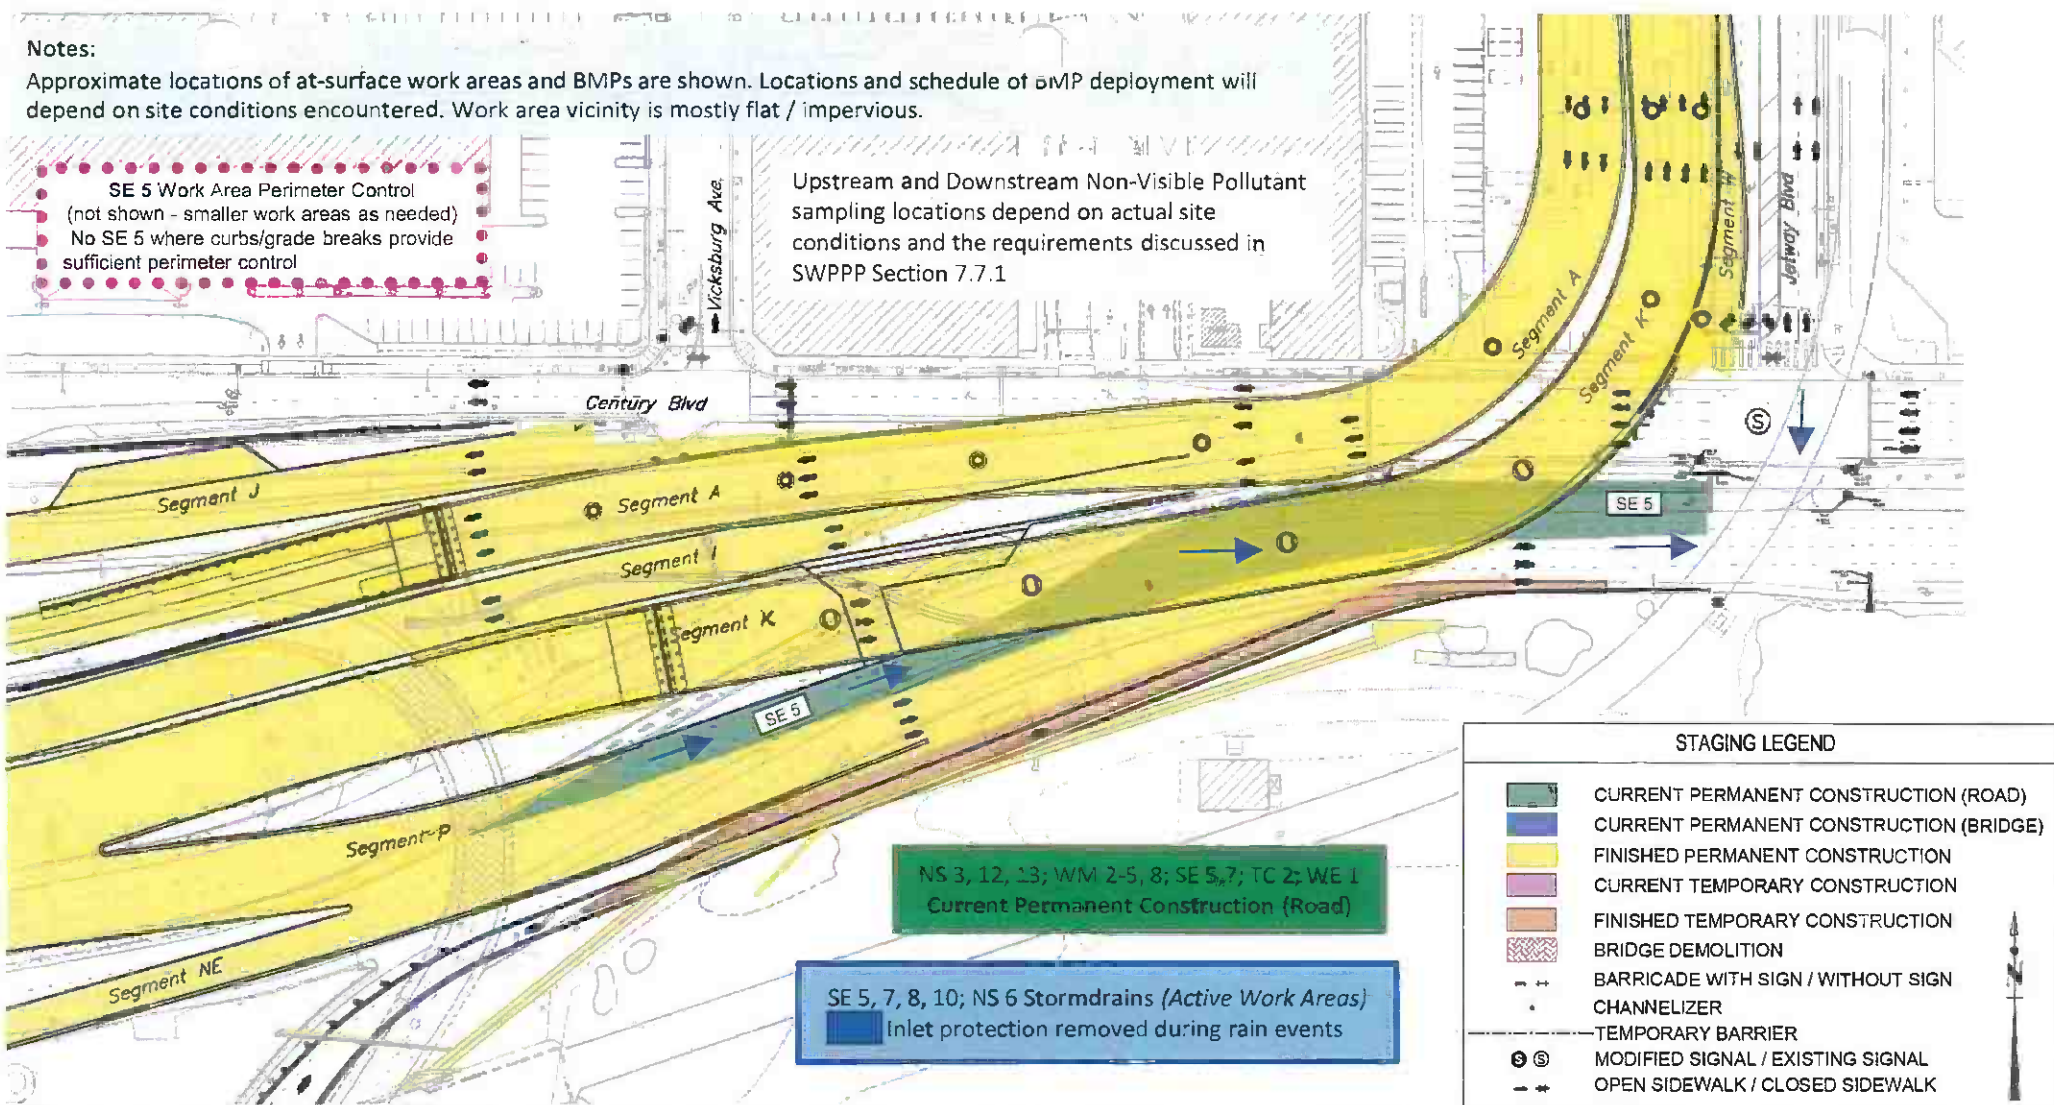 Notes:
Approximate locations of at-surface work areas and BMPs are shown. Locations and schedule of BMP deployment will
depend on site conditions encountered. Work area vicinity is mostly flat / impervious.
SE 5 Work Area Perimeter Control
(not shown - smaller work areas as needed)
No SE 5 where curbs/grade breaks provide
sufficient perimeter control
Upstream and Downstream Non-Visible Pollutant
sampling locations depend on actual site
conditions and the requirements discussed in
SWPPP Section 7.7.1
Vicksburg Ave.
Century Blvd
Segment W
Jetway Blvd
Segment A
Segment K
S
Segment J
Segment A
Segment I
Segment K
SE 5
SE 5
Segment P
Segment NE
NS 3, 12, 13; WM 2-5, 8; SE 5,7; TC 2; WE 1
Current Permanent Construction (Road)
SE 5, 7, 8, 10; NS 6 Stormdrains (Active Work Areas)
Inlet protection removed during rain events
STAGING LEGEND
CURRENT PERMANENT CONSTRUCTION (ROAD)
CURRENT PERMANENT CONSTRUCTION (BRIDGE)
FINISHED PERMANENT CONSTRUCTION
CURRENT TEMPORARY CONSTRUCTION
FINISHED TEMPORARY CONSTRUCTION
BRIDGE DEMOLITION
BARRICADE WITH SIGN / WITHOUT SIGN
CHANNELIZER
TEMPORARY BARRIER
S S MODIFIED SIGNAL / EXISTING SIGNAL
OPEN SIDEWALK / CLOSED SIDEWALK
N